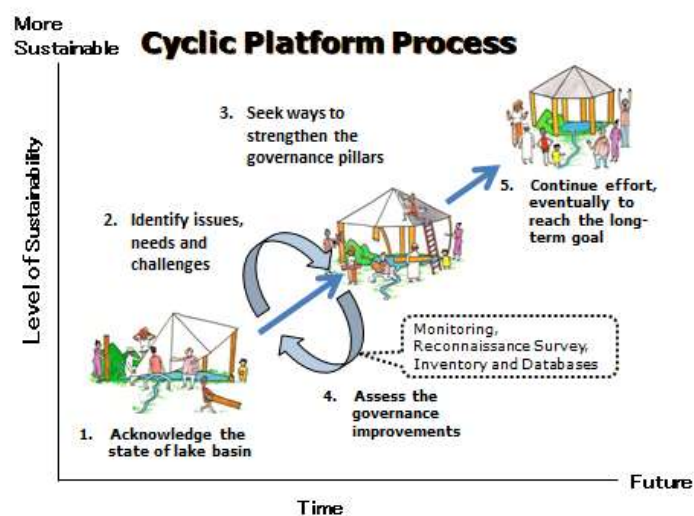 More
Sustainable
Cyclic Platform Process
Level of Sustainability
3. Seek ways to
strengthen the
governance pillars
2. Identify issues,
needs and
challenges
5. Continue effort,
eventually to
reach the long-
term goal
Monitoring,
Reconnaissance Survey,
Inventory and Databases
4. Assess the
governance
improvements
1. Acknowledge the
state of lake basin
Future
Time